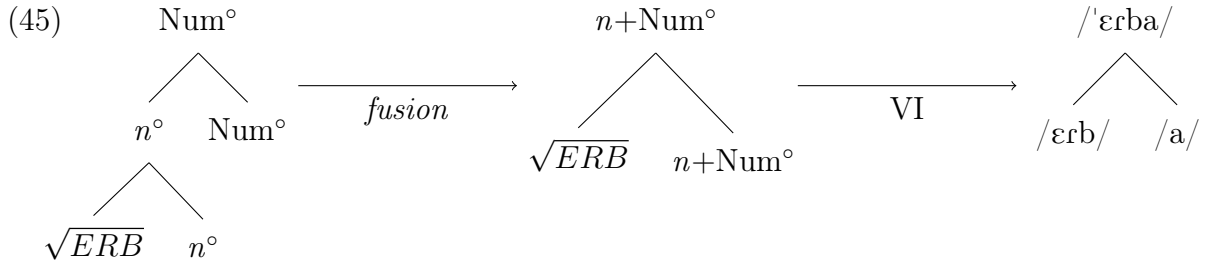 (45) Num° n+Num° /ˈɛɾba/
fusion VI
n° Num° √ERB n+Num° /ɛɾb/ /a/
√ERB n°